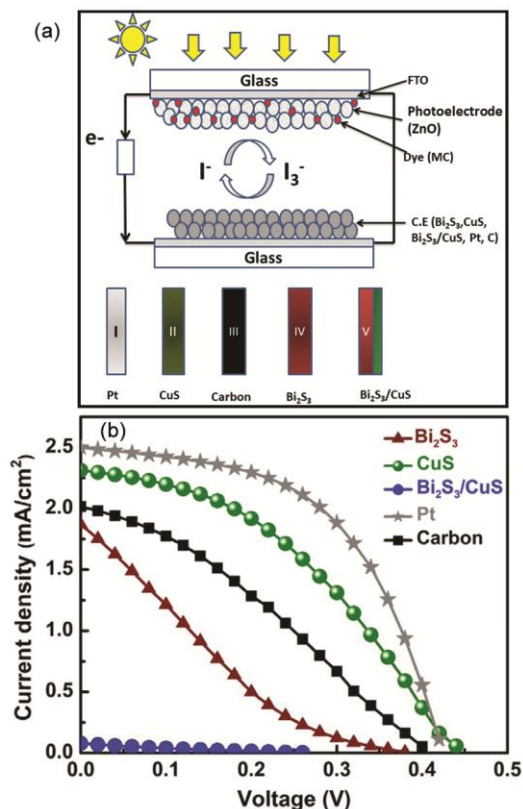 (a)
Glass
FTO
Photoelectrode
(ZnO)
Dye (MC)
e-
I⁻ I₃⁻
C.E (Bi₂S₃,CuS,
Bi₂S₃/CuS, Pt, C)
Glass
I II III IV V
Pt CuS Carbon Bi₂S₃ Bi₂S₃/CuS
(b)
Bi₂S₃
CuS
Bi₂S₃/CuS
Pt
Carbon
2.5
2.0
1.5
1.0
0.5
0.0
Current density (mA/cm²)
0.0 0.1 0.2 0.3 0.4 0.5
Voltage (V)